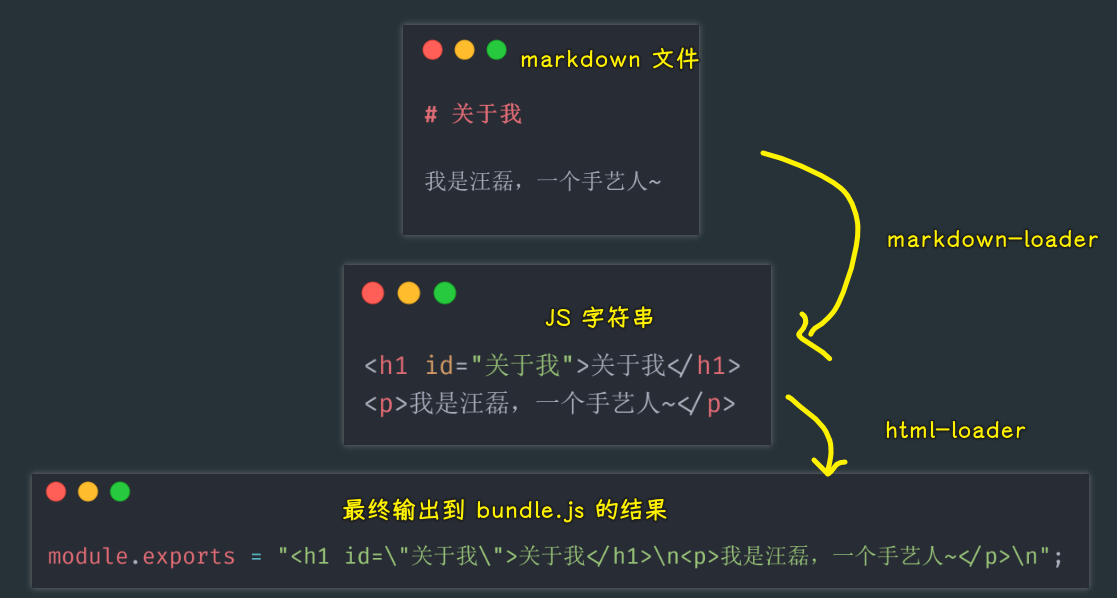 markdown 文件
# 关于我
我是汪磊，一个手艺人~
markdown-loader
JS 字符串
<h1 id="关于我">关于我</h1>
<p>我是汪磊，一个手艺人~</p>
html-loader
最终输出到 bundle.js 的结果
module.exports = "<h1 id=\"关于我\">关于我</h1>\n<p>我是汪磊，一个手艺人~</p>\n";